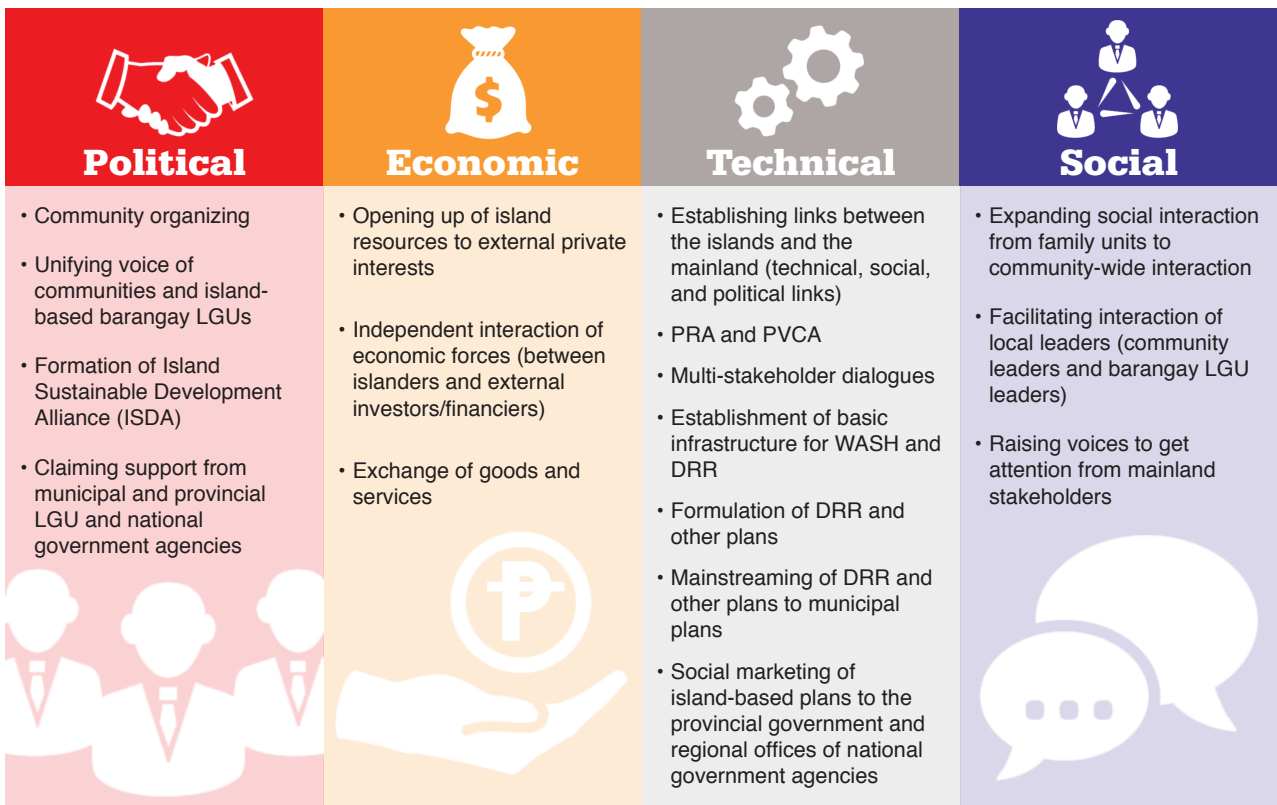 Political
• Community organizing
• Unifying voice of
communities and island-
based barangay LGUs
• Formation of Island
Sustainable Development
Alliance (ISDA)
• Claiming support from
municipal and provincial
LGU and national
government agencies
$
Economic
• Opening up of island
resources to external private
interests
• Independent interaction of
economic forces (between
islanders and external
investors/financiers)
• Exchange of goods and
services
₱
Technical
• Establishing links between
the islands and the
mainland (technical, social,
and political links)
• PRA and PVCA
• Multi-stakeholder dialogues
• Establishment of basic
infrastructure for WASH and
DRR
• Formulation of DRR and
other plans
• Mainstreaming of DRR and
other plans to municipal
plans
• Social marketing of
island-based plans to the
provincial government and
regional offices of national
government agencies
Social
• Expanding social interaction
from family units to
community-wide interaction
• Facilitating interaction of
local leaders (community
leaders and barangay LGU
leaders)
• Raising voices to get
attention from mainland
stakeholders